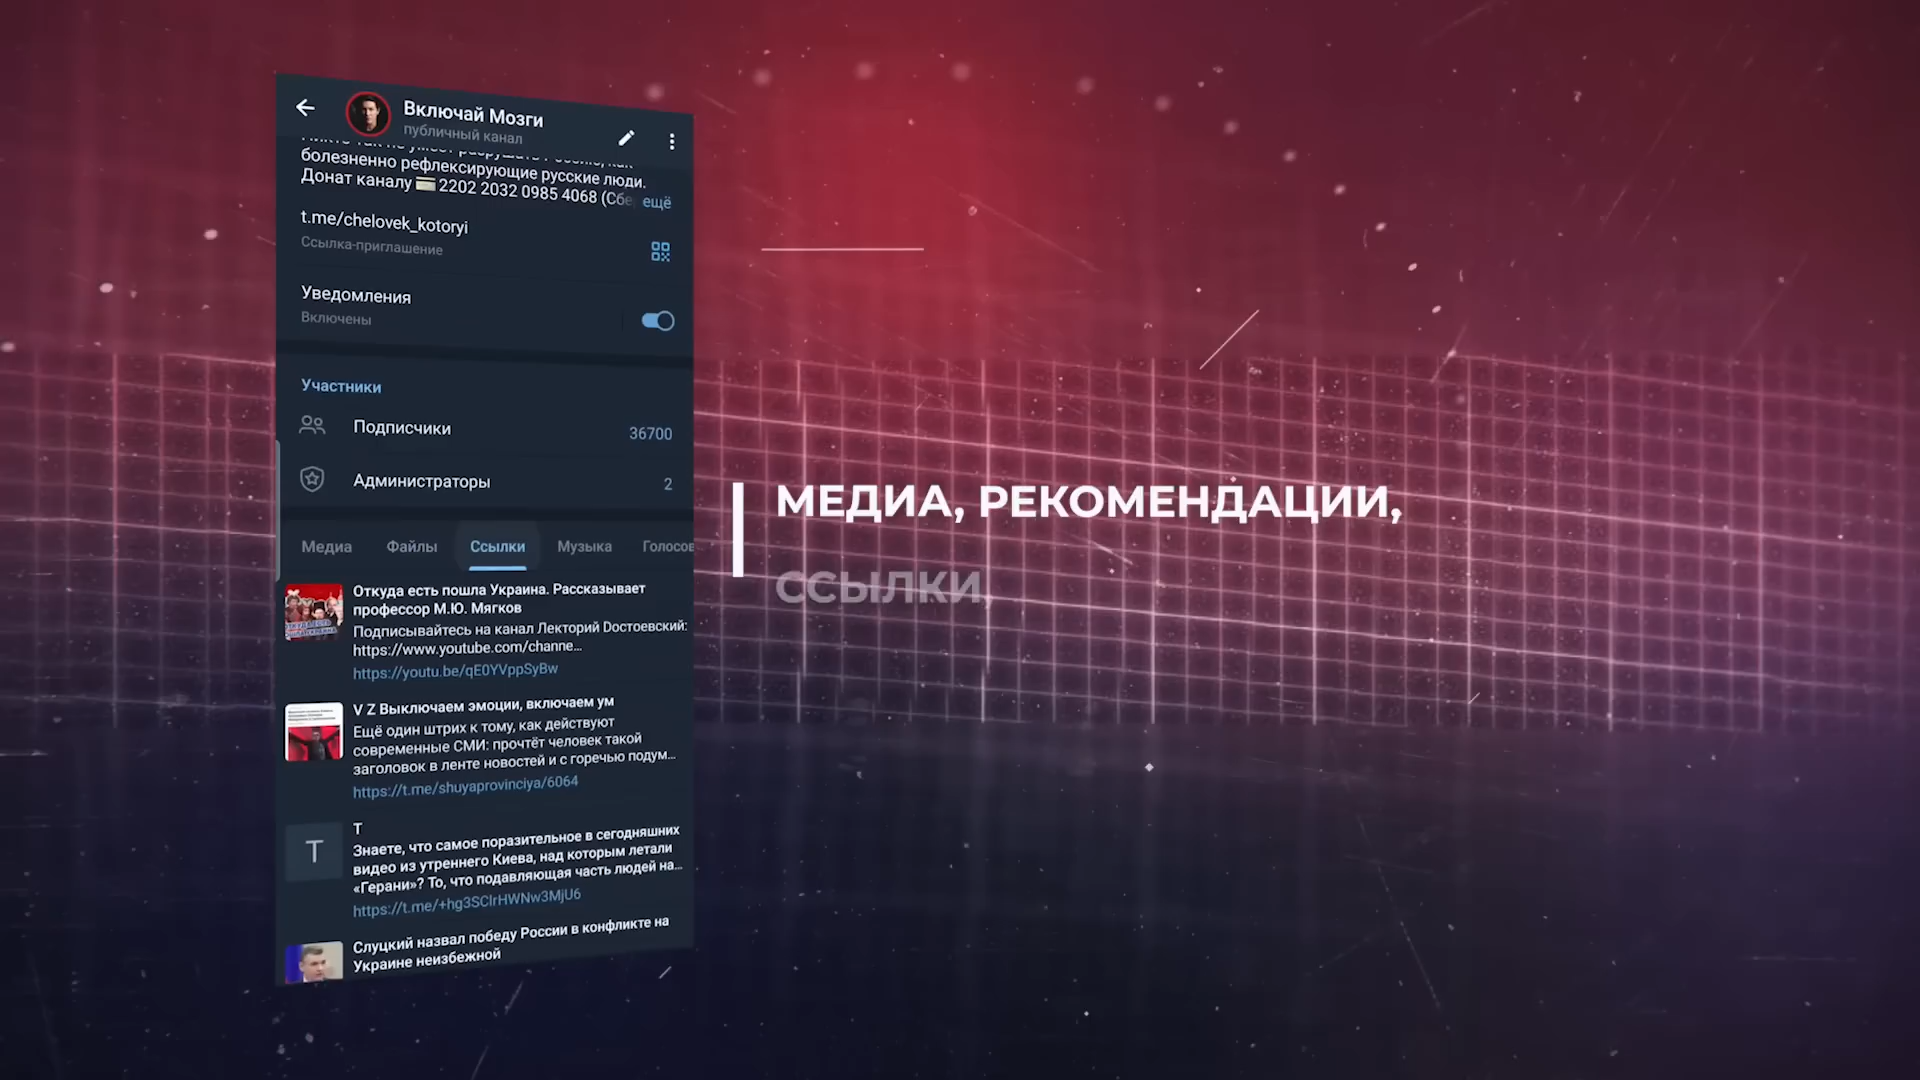 Включай Мозги
публичный канал
болезненно рефлексирующие русские люди.
Донат каналу 2202 2032 0985 4068 (Сбе ещё
t.me/chelovek_kotoryi
Ссылка-приглашение
Уведомления
Включены
Участники
Подписчики 36700
Администраторы 2
Медиа Файлы Ссылки Музыка Голосов
Откуда есть пошла Украина. Рассказывает
профессор М.Ю. Мягков
Подписывайтесь на канал Лекторий Dостоевский:
https://www.youtube.com/channe...
https://youtu.be/qE0YVppSyBw
V Z Выключаем эмоции, включаем ум
Ещё один штрих к тому, как действуют
современные СМИ: прочтёт человек такой
заголовок в ленте новостей и с горечью подум...
https://t.me/shuyaprovinciya/6064
T
T
Знаете, что самое поразительное в сегодняшних
видео из утреннего Киева, над которым летали
«Герани»? То, что подавляющая часть людей на...
https://t.me/+hg3SClrHWNw3MjU6
Слуцкий назвал победу России в конфликте на
Украине неизбежной
МЕДИА, РЕКОМЕНДАЦИИ,
ССЫЛКИ,